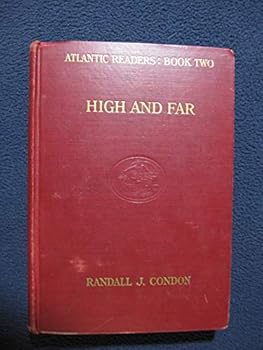 ATLANTIC READERS: BOOK TWO
HIGH AND FAR
RANDALL J. CONDON